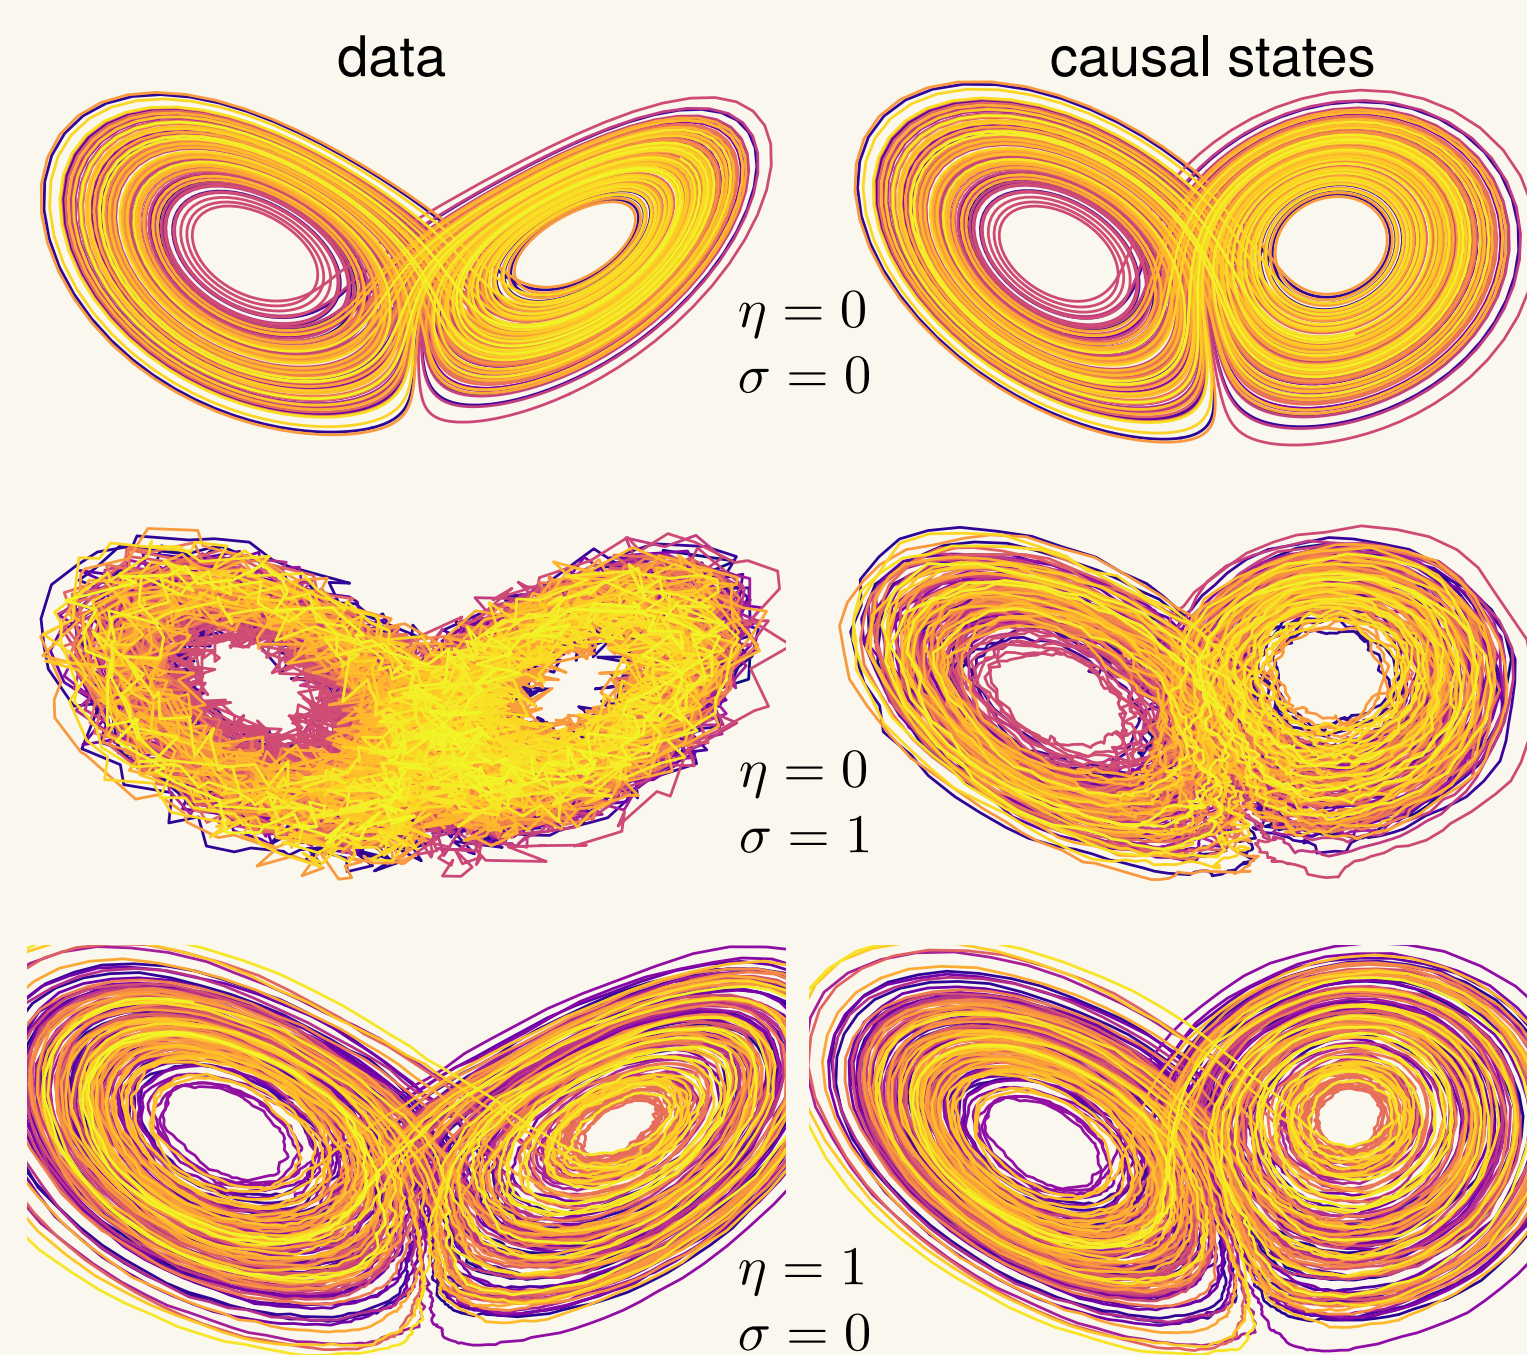 data
causal states
η = 0
σ = 0
η = 0
σ = 1
η = 1
σ = 0